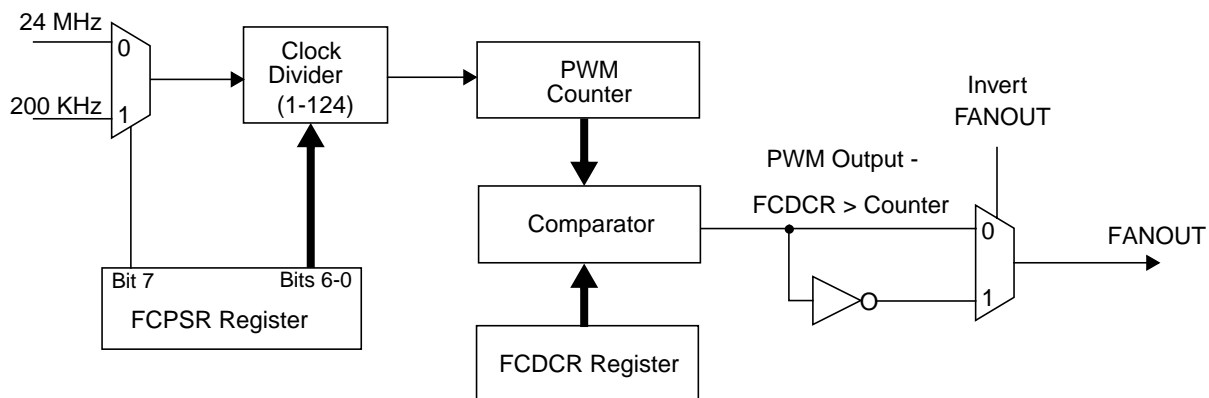 24 MHz
0
200 KHz
1
Clock
Divider
(1-124)
PWM
Counter
Invert
FANOUT
PWM Output -
FCDCR > Counter
Comparator
0
1
FANOUT
Bit 7
Bits 6-0
FCPSR Register
FCDCR Register